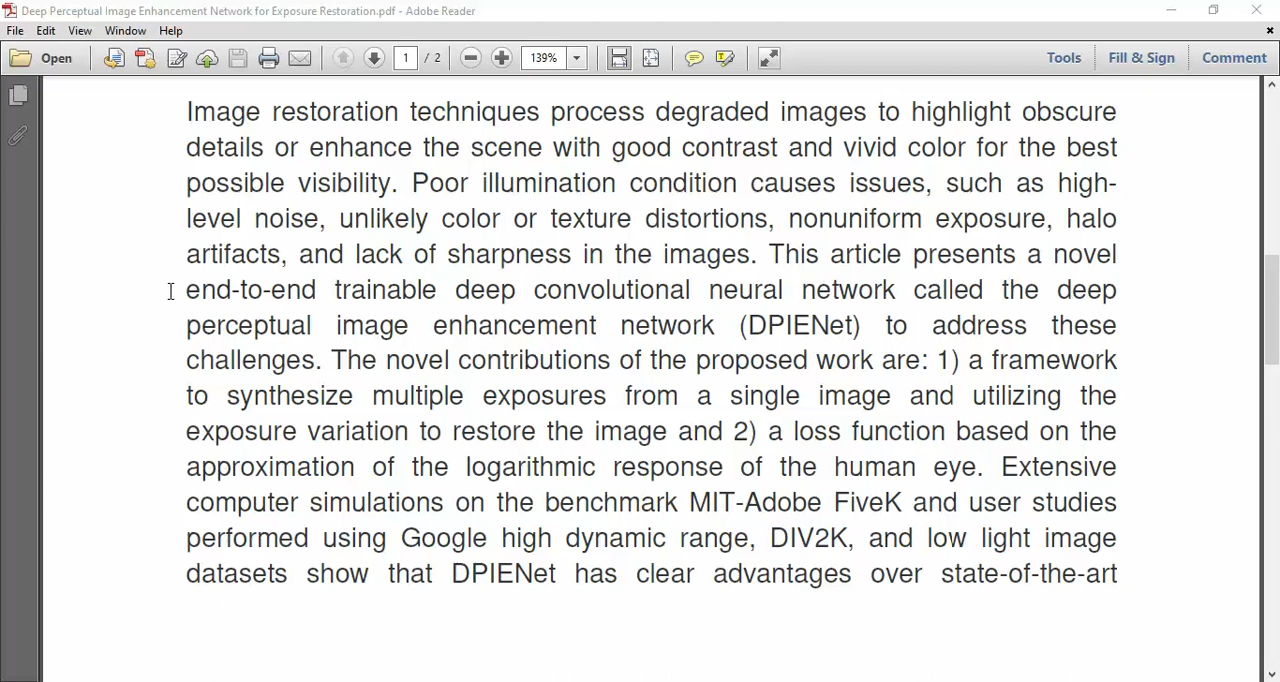 Deep Perceptual Image Enhancement Network for Exposure Restoration.pdf - Adobe Reader
File Edit View Window Help
Open 1 / 2 139% Tools Fill & Sign Comment
Image restoration techniques process degraded images to highlight obscure
details or enhance the scene with good contrast and vivid color for the best
possible visibility. Poor illumination condition causes issues, such as high-
level noise, unlikely color or texture distortions, nonuniform exposure, halo
artifacts, and lack of sharpness in the images. This article presents a novel
end-to-end trainable deep convolutional neural network called the deep
perceptual image enhancement network (DPIENet) to address these
challenges. The novel contributions of the proposed work are: 1) a framework
to synthesize multiple exposures from a single image and utilizing the
exposure variation to restore the image and 2) a loss function based on the
approximation of the logarithmic response of the human eye. Extensive
computer simulations on the benchmark MIT-Adobe FiveK and user studies
performed using Google high dynamic range, DIV2K, and low light image
datasets show that DPIENet has clear advantages over state-of-the-art